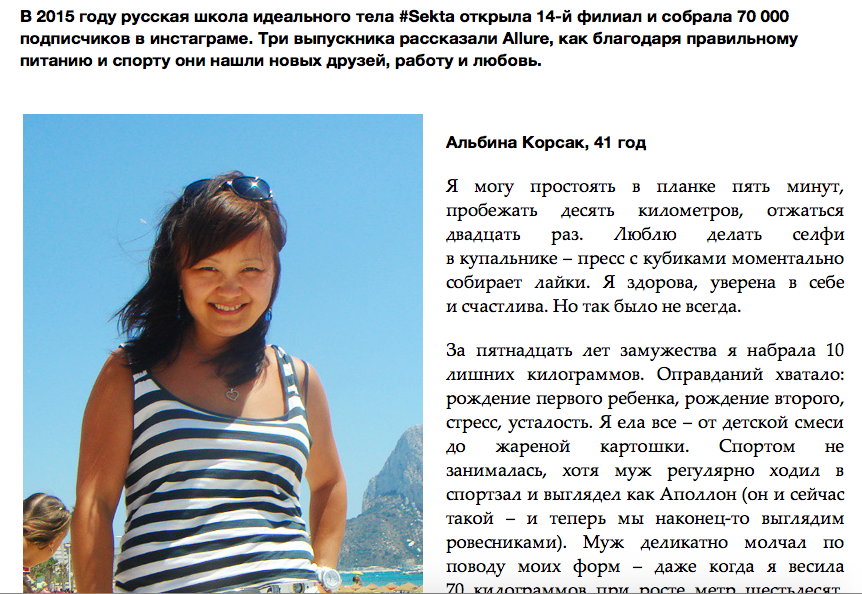 В 2015 году русская школа идеального тела #Sekta открыла 14-й филиал и собрала 70 000
подписчиков в инстаграме. Три выпускника рассказали Allure, как благодаря правильному
питанию и спорту они нашли новых друзей, работу и любовь.
Альбина Корсак, 41 год
Я могу простоять в планке пять минут,
пробежать десять километров, отжаться
двадцать раз. Люблю делать селфи
в купальнике – пресс с кубиками моментально
собирает лайки. Я здорова, уверена в себе
и счастлива. Но так было не всегда.
За пятнадцать лет замужества я набрала 10
лишних килограммов. Оправданий хватало:
рождение первого ребенка, рождение второго,
стресс, усталость. Я ела все – от детской смеси
до жареной картошки. Спортом не
занималась, хотя муж регулярно ходил в
спортзал и выглядел как Аполлон (он и сейчас
такой – и теперь мы наконец-то выглядим
ровесниками). Муж деликатно молчал по
поводу моих форм – даже когда я весила
70 килограммов при росте метр шестьдесят.